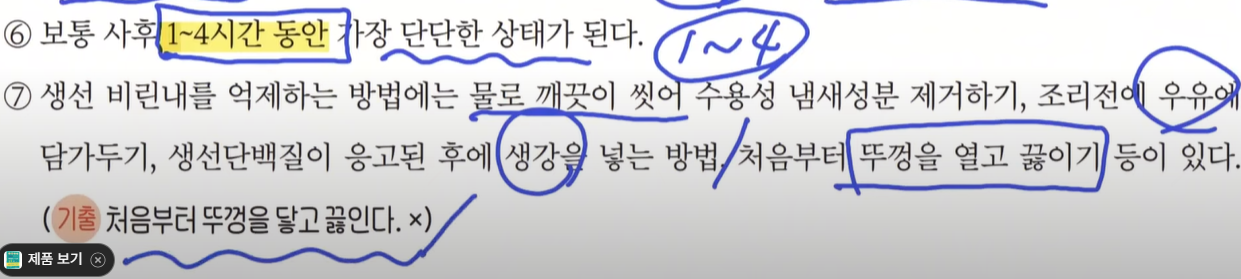 ⑥ 보통 사후 1~4시간 동안 가장 단단한 상태가 된다.
1~4
⑦ 생선 비린내를 억제하는 방법에는 물로 깨끗이 씻어 수용성 냄새성분 제거하기, 조리전에 우유에
담가두기, 생선단백질이 응고된 후에 생강을 넣는 방법, 처음부터 뚜껑을 열고 끓이기 등이 있다.
(기출 처음부터 뚜껑을 닿고 끓인다. ×)
제품 보기 ×